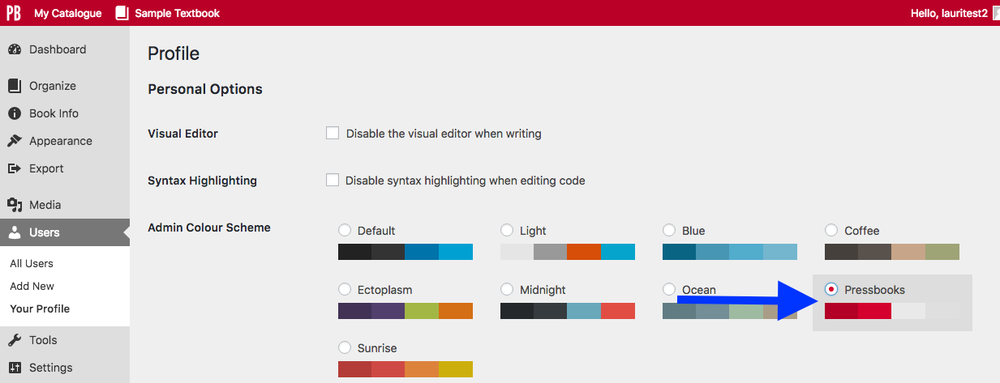 PB My Catalogue Sample Textbook Hello, lauritest2
Dashboard
Organize
Book Info
Appearance
Export
Media
Users
All Users
Add New
Your Profile
Tools
Settings
Profile
Personal Options
Visual Editor Disable the visual editor when writing
Syntax Highlighting Disable syntax highlighting when editing code
Admin Colour Scheme Default Light Blue Coffee
Ectoplasm Midnight Ocean Pressbooks
Sunrise